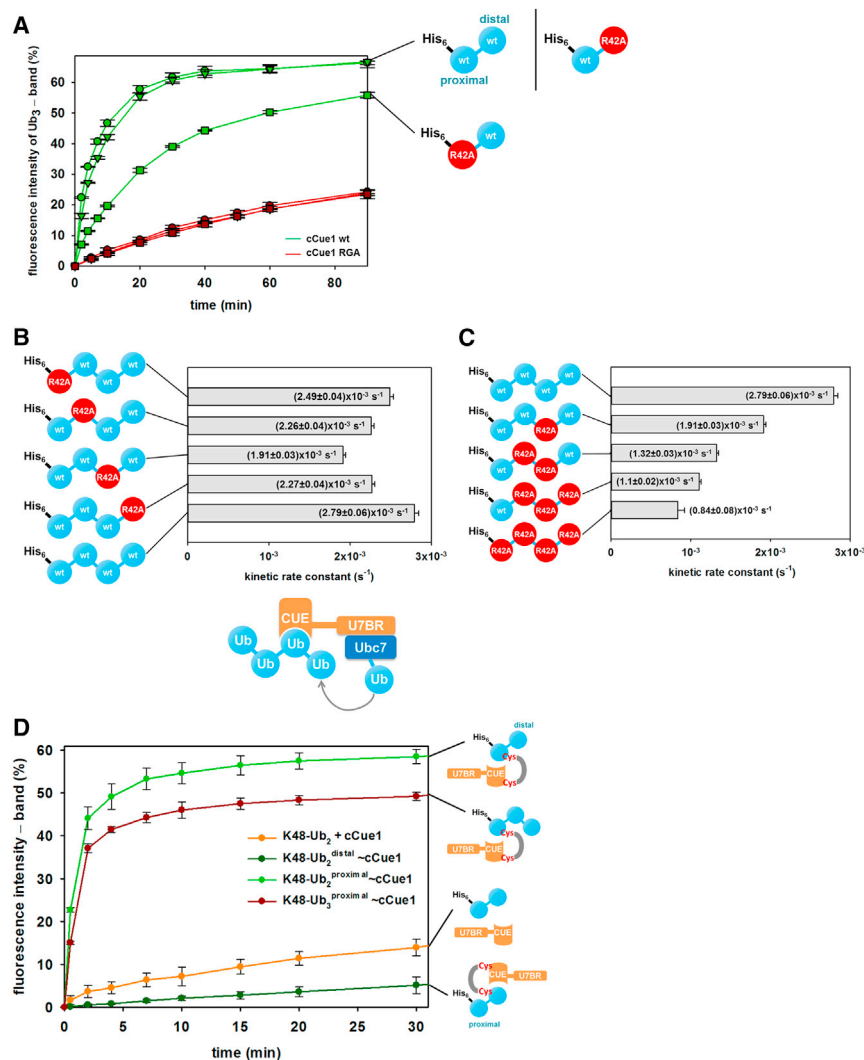 A
fluorescence intensity of Ub3 – band (%)
60
50
40
30
20
10
0
0
20
40
60
80
time (min)
cCue1 wt
cCue1 RGA
distal
His6
wt
wt
proximal
His6
R42A
wt
His6
R42A
wt
B
His6
wt
wt
R42A
wt
(2.49±0.04)x10-3 s-1
His6
R42A
wt
wt
wt
(2.26±0.04)x10-3 s-1
His6
wt
wt
wt
R42A
(1.91±0.03)x10-3 s-1
His6
wt
R42A
wt
wt
(2.27±0.04)x10-3 s-1
His6
wt
wt
wt
wt
(2.79±0.06)x10-3 s-1
0
10-3
2x10-3
3x10-3
kinetic rate constant (s-1)
C
His6
wt
wt
wt
wt
(2.79±0.06)x10-3 s-1
His6
wt
wt
wt
R42A
(1.91±0.03)x10-3 s-1
His6
R42A
wt
wt
R42A
(1.32±0.03)x10-3 s-1
His6
R42A
R42A
wt
R42A
(1.1±0.02)x10-3 s-1
His6
R42A
R42A
R42A
R42A
(0.84±0.08)x10-3 s-1
0
10-3
2x10-3
3x10-3
kinetic rate constant (s-1)
CUE
U7BR
Ub
Ub
Ub
Ub
Ubc7
Ub
D
fluorescence intensity – band (%)
60
50
40
30
20
10
0
0
5
10
15
20
25
30
time (min)
K48-Ub2 + cCue1
K48-Ub2distal ~cCue1
K48-Ub2proximal~cCue1
K48-Ub3proximal ~cCue1
distal
His6
Cys
U7BR
CUE
Cys
His6
Cys
U7BR
CUE
Cys
His6
U7BR
CUE
Cys
CUE
U7BR
Cys
His6
proximal